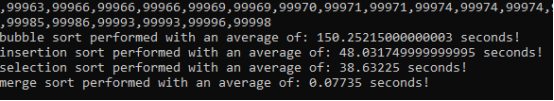 ,99963,99966,99966,99966,99969,99969,99970,99971,99971,99974,99974,99974,
,99985,99986,99993,99993,99996,99998
bubble sort performed with an average of: 150.25215000000003 seconds!
insertion sort performed with an average of: 48.031749999999995 seconds!
selection sort performed with an average of: 38.63225 seconds!
merge sort performed with an average of: 0.07735 seconds!